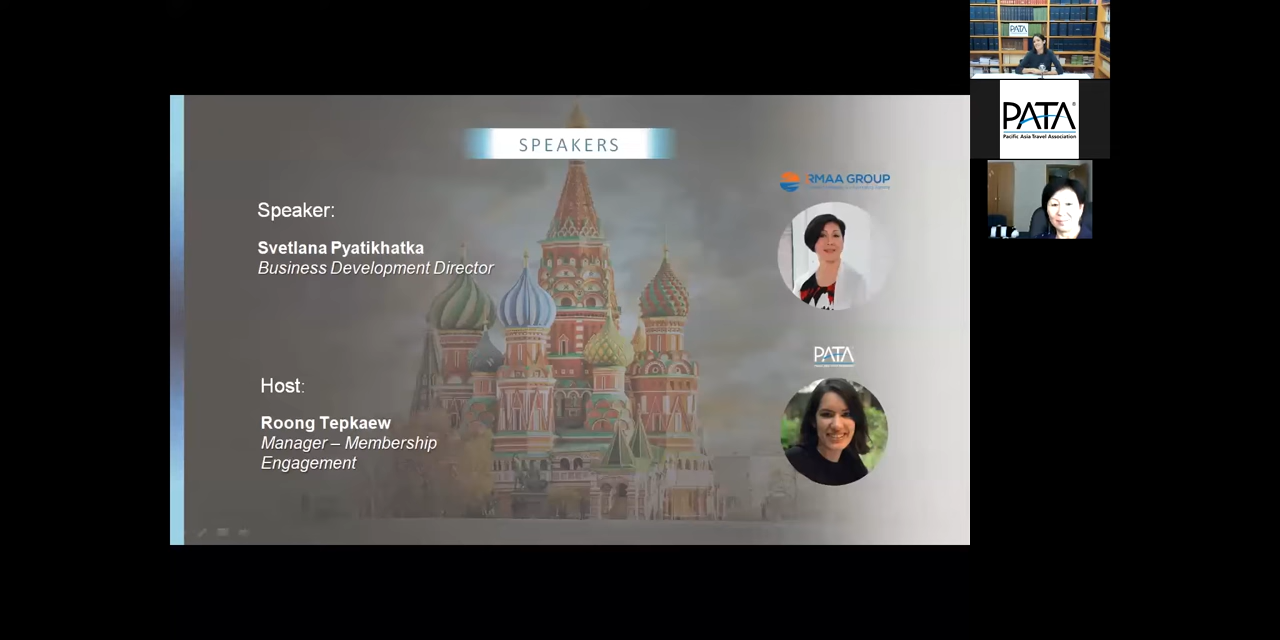 SPEAKERS
RMAA GROUP
Speaker:
Svetlana Pyatikhatka
Business Development Director
PATA
Host:
Roong Tepkaew
Manager – Membership
Engagement
PATA
PATA®
Pacific Asia Travel Association